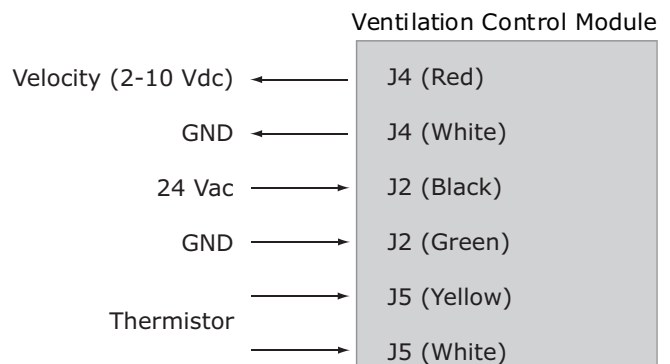 Ventilation Control Module
Velocity (2-10 Vdc) J4 (Red)
GND J4 (White)
24 Vac J2 (Black)
GND J2 (Green)
J5 (Yellow)
Thermistor
J5 (White)